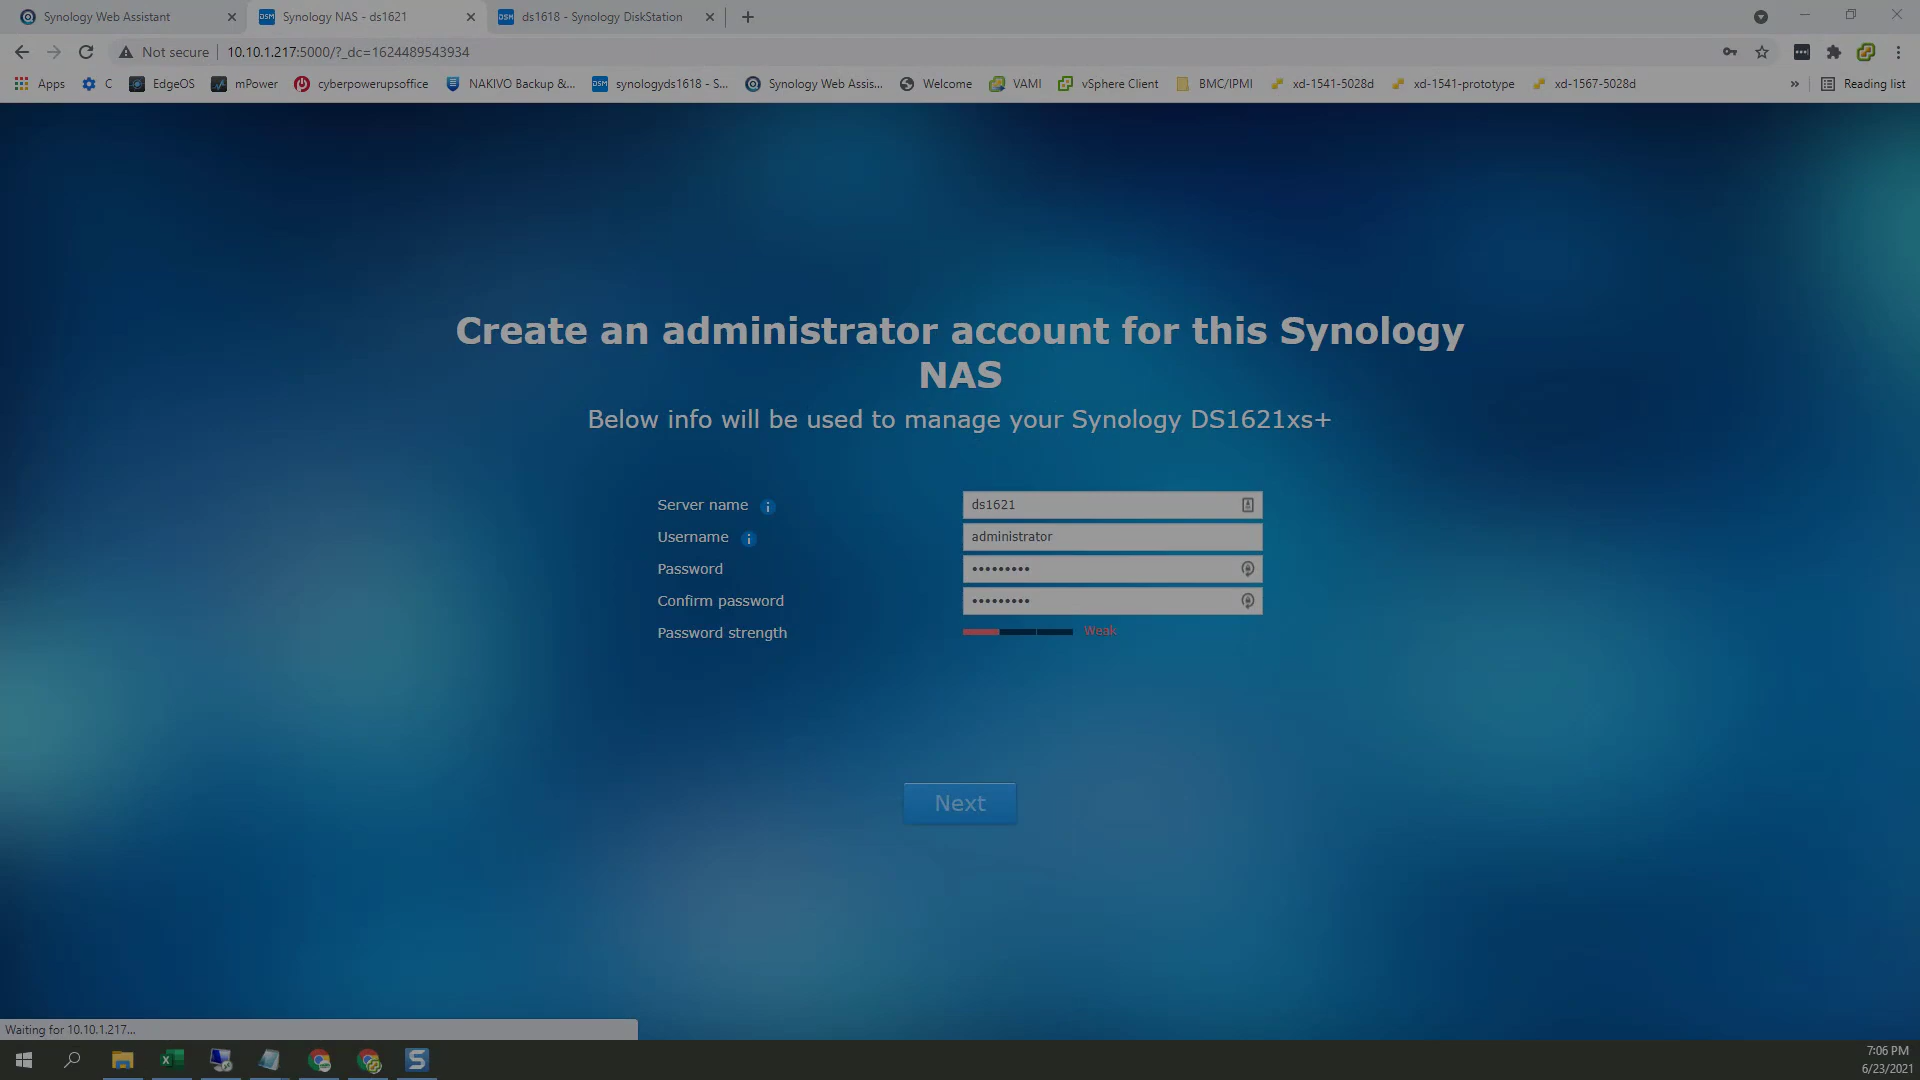 Synology Web Assistant
Synology NAS - ds1621
ds1618 - Synology DiskStation
Not secure
10.10.1.217:5000/?_dc=1624489543934
Apps
C
EdgeOS
mPower
cyberpowerupsoffice
NAKIVO Backup &...
synologyds1618 - S...
Synology Web Assis...
Welcome
VAMI
vSphere Client
BMC/IPMI
xd-1541-5028d
xd-1541-prototype
xd-1567-5028d
»
Reading list
Create an administrator account for this Synology
NAS
Below info will be used to manage your Synology DS1621xs+
Server name
ds1621
Username
administrator
Password
•••••••••
Confirm password
•••••••••
Password strength
Weak
Next
Waiting for 10.10.1.217...
7:06 PM
6/23/2021